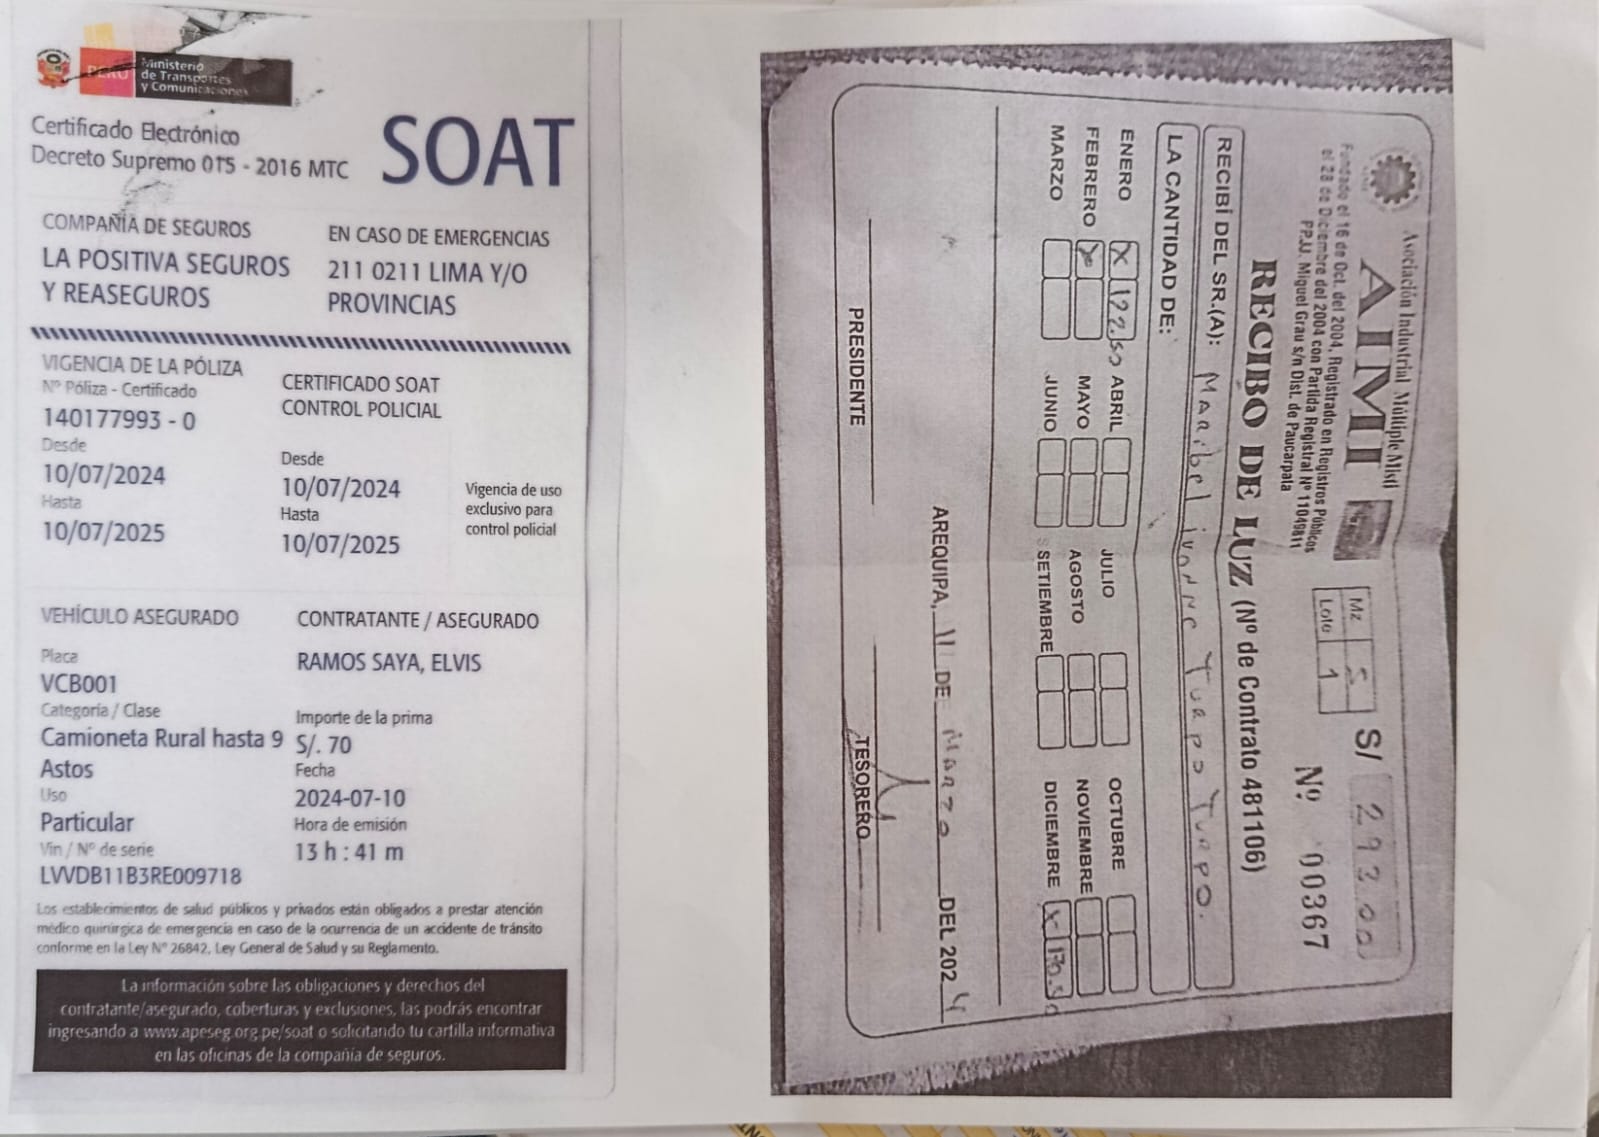 PERÚ
Ministerio
de Transportes
y Comunicaciones
Certificado Electrónico
Decreto Supremo 015 - 2016 MTC
SOAT
COMPAÑÍA DE SEGUROS
LA POSITIVA SEGUROS
Y REASEGUROS
EN CASO DE EMERGENCIAS
211 0211 LIMA Y/O
PROVINCIAS
VIGENCIA DE LA PÓLIZA
Nº Póliza - Certificado
140177993 - 0
Desde
10/07/2024
Hasta
10/07/2025
CERTIFICADO SOAT
CONTROL POLICIAL
Desde
10/07/2024
Hasta
10/07/2025
Vigencia de uso
exclusivo para
control policial
VEHÍCULO ASEGURADO
Placa
VCB001
Categoría / Clase
Camioneta Rural hasta 9
Astos
Uso
Particular
Vin / Nº de serie
LVVDB11B3RE009718
CONTRATANTE / ASEGURADO
RAMOS SAYA, ELVIS
Importe de la prima
S/. 70
Fecha
2024-07-10
Hora de emisión
13 h : 41 m
Los establecimientos de salud públicos y privados están obligados a prestar atención
médico quirúrgica de emergencia en caso de la ocurrencia de un accidente de tránsito
conforme en la Ley Nº 26842, Ley General de Salud y su Reglamento.
La información sobre las obligaciones y derechos del
contratante/asegurado, coberturas y exclusiones, las podrás encontrar
ingresando a www.apeseg.org.pe/soat o solicitando tu cartilla informativa
en las oficinas de la compañía de seguros.
Asociación Industrial Múltiple Misti
AIMI
Fundado el 16 de Oct. del 2004, Registrado en Registros Públicos
el 28 de Diciembre del 2004 con Partida Registral Nº 11049811
PP.JJ. Miguel Grau s/n Dist. de Paucarpata
Mz
Lote 1
S/ 293.00
Nº 00367
RECIBO DE LUZ (Nº de Contrato 481106)
RECIBÍ DEL SR.(A): Maribel ivonne Turpo Turpo.
LA CANTIDAD DE:
ENERO X 122.50 ABRIL JULIO OCTUBRE
FEBRERO X MAYO AGOSTO NOVIEMBRE
MARZO JUNIO SETIEMBRE DICIEMBRE X 170.50
AREQUIPA, 11 DE Marzo DEL 2024
PRESIDENTE TESORERO